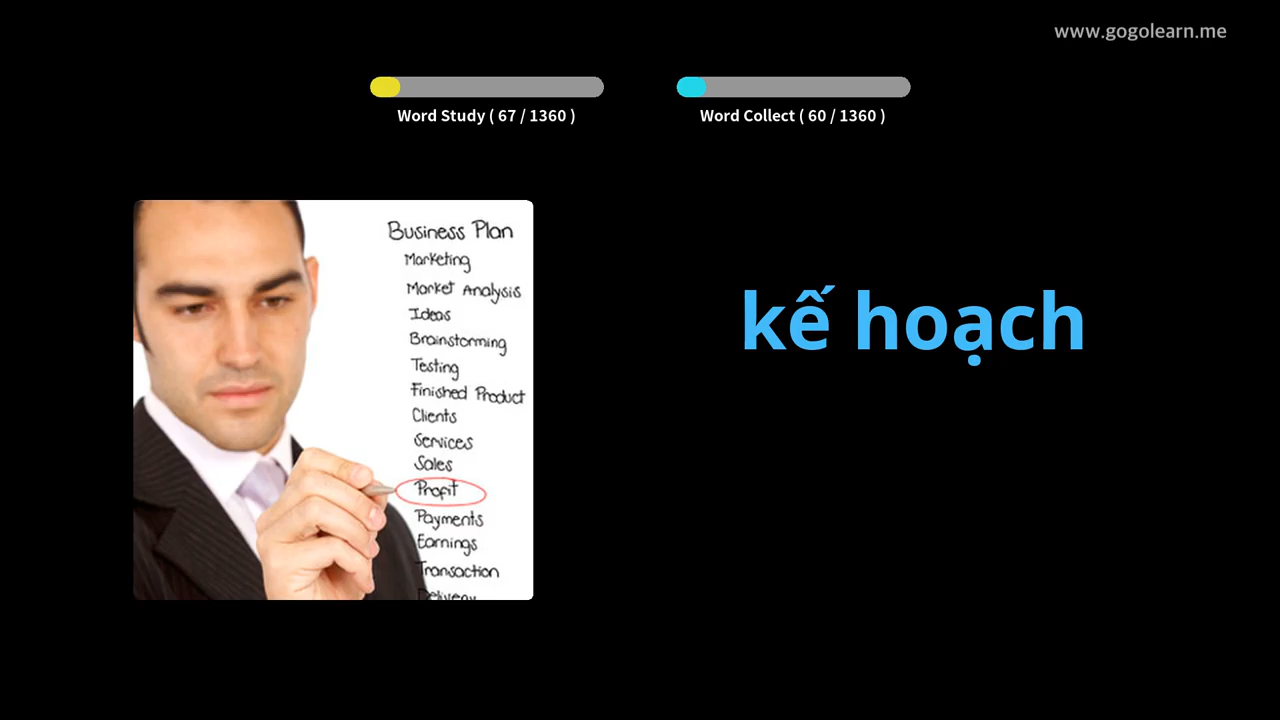 www.gogolearn.me
Word Study ( 67 / 1360 )
Word Collect ( 60 / 1360 )
Business Plan
Marketing
Market Analysis
Ideas
Brainstorming
Testing
Finished Product
Clients
Services
Sales
Profit
Payments
Earnings
Transaction
Delivery
kế hoạch